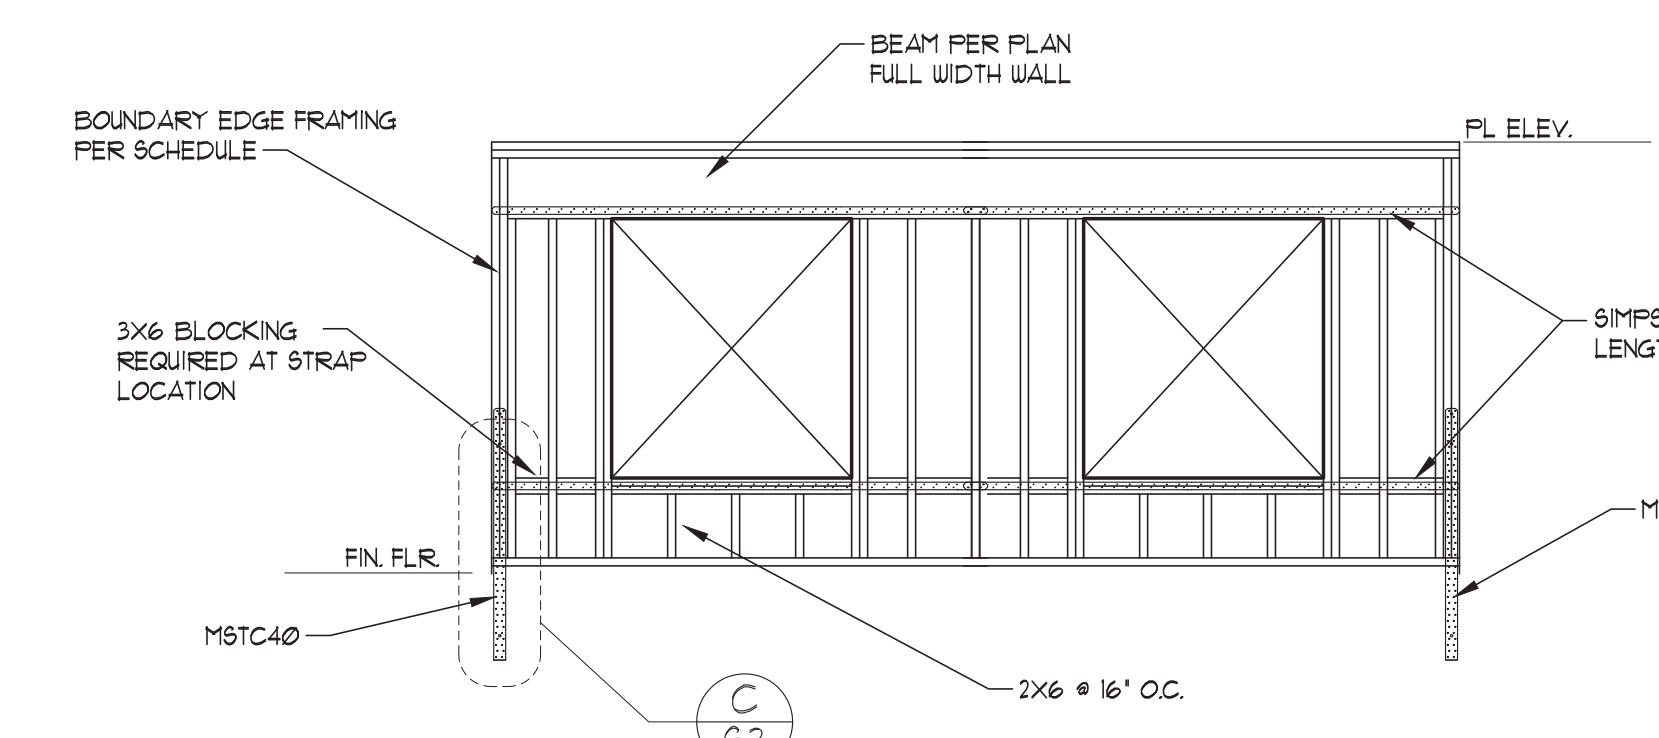 BEAM PER PLAN
FULL WIDTH WALL
BOUNDARY EDGE FRAMING
PER SCHEDULE
PL ELEV.
3X6 BLOCKING
REQUIRED AT STRAP
LOCATION
FIN. FLR.
MSTC40
2X6 @ 16" O.C.
C